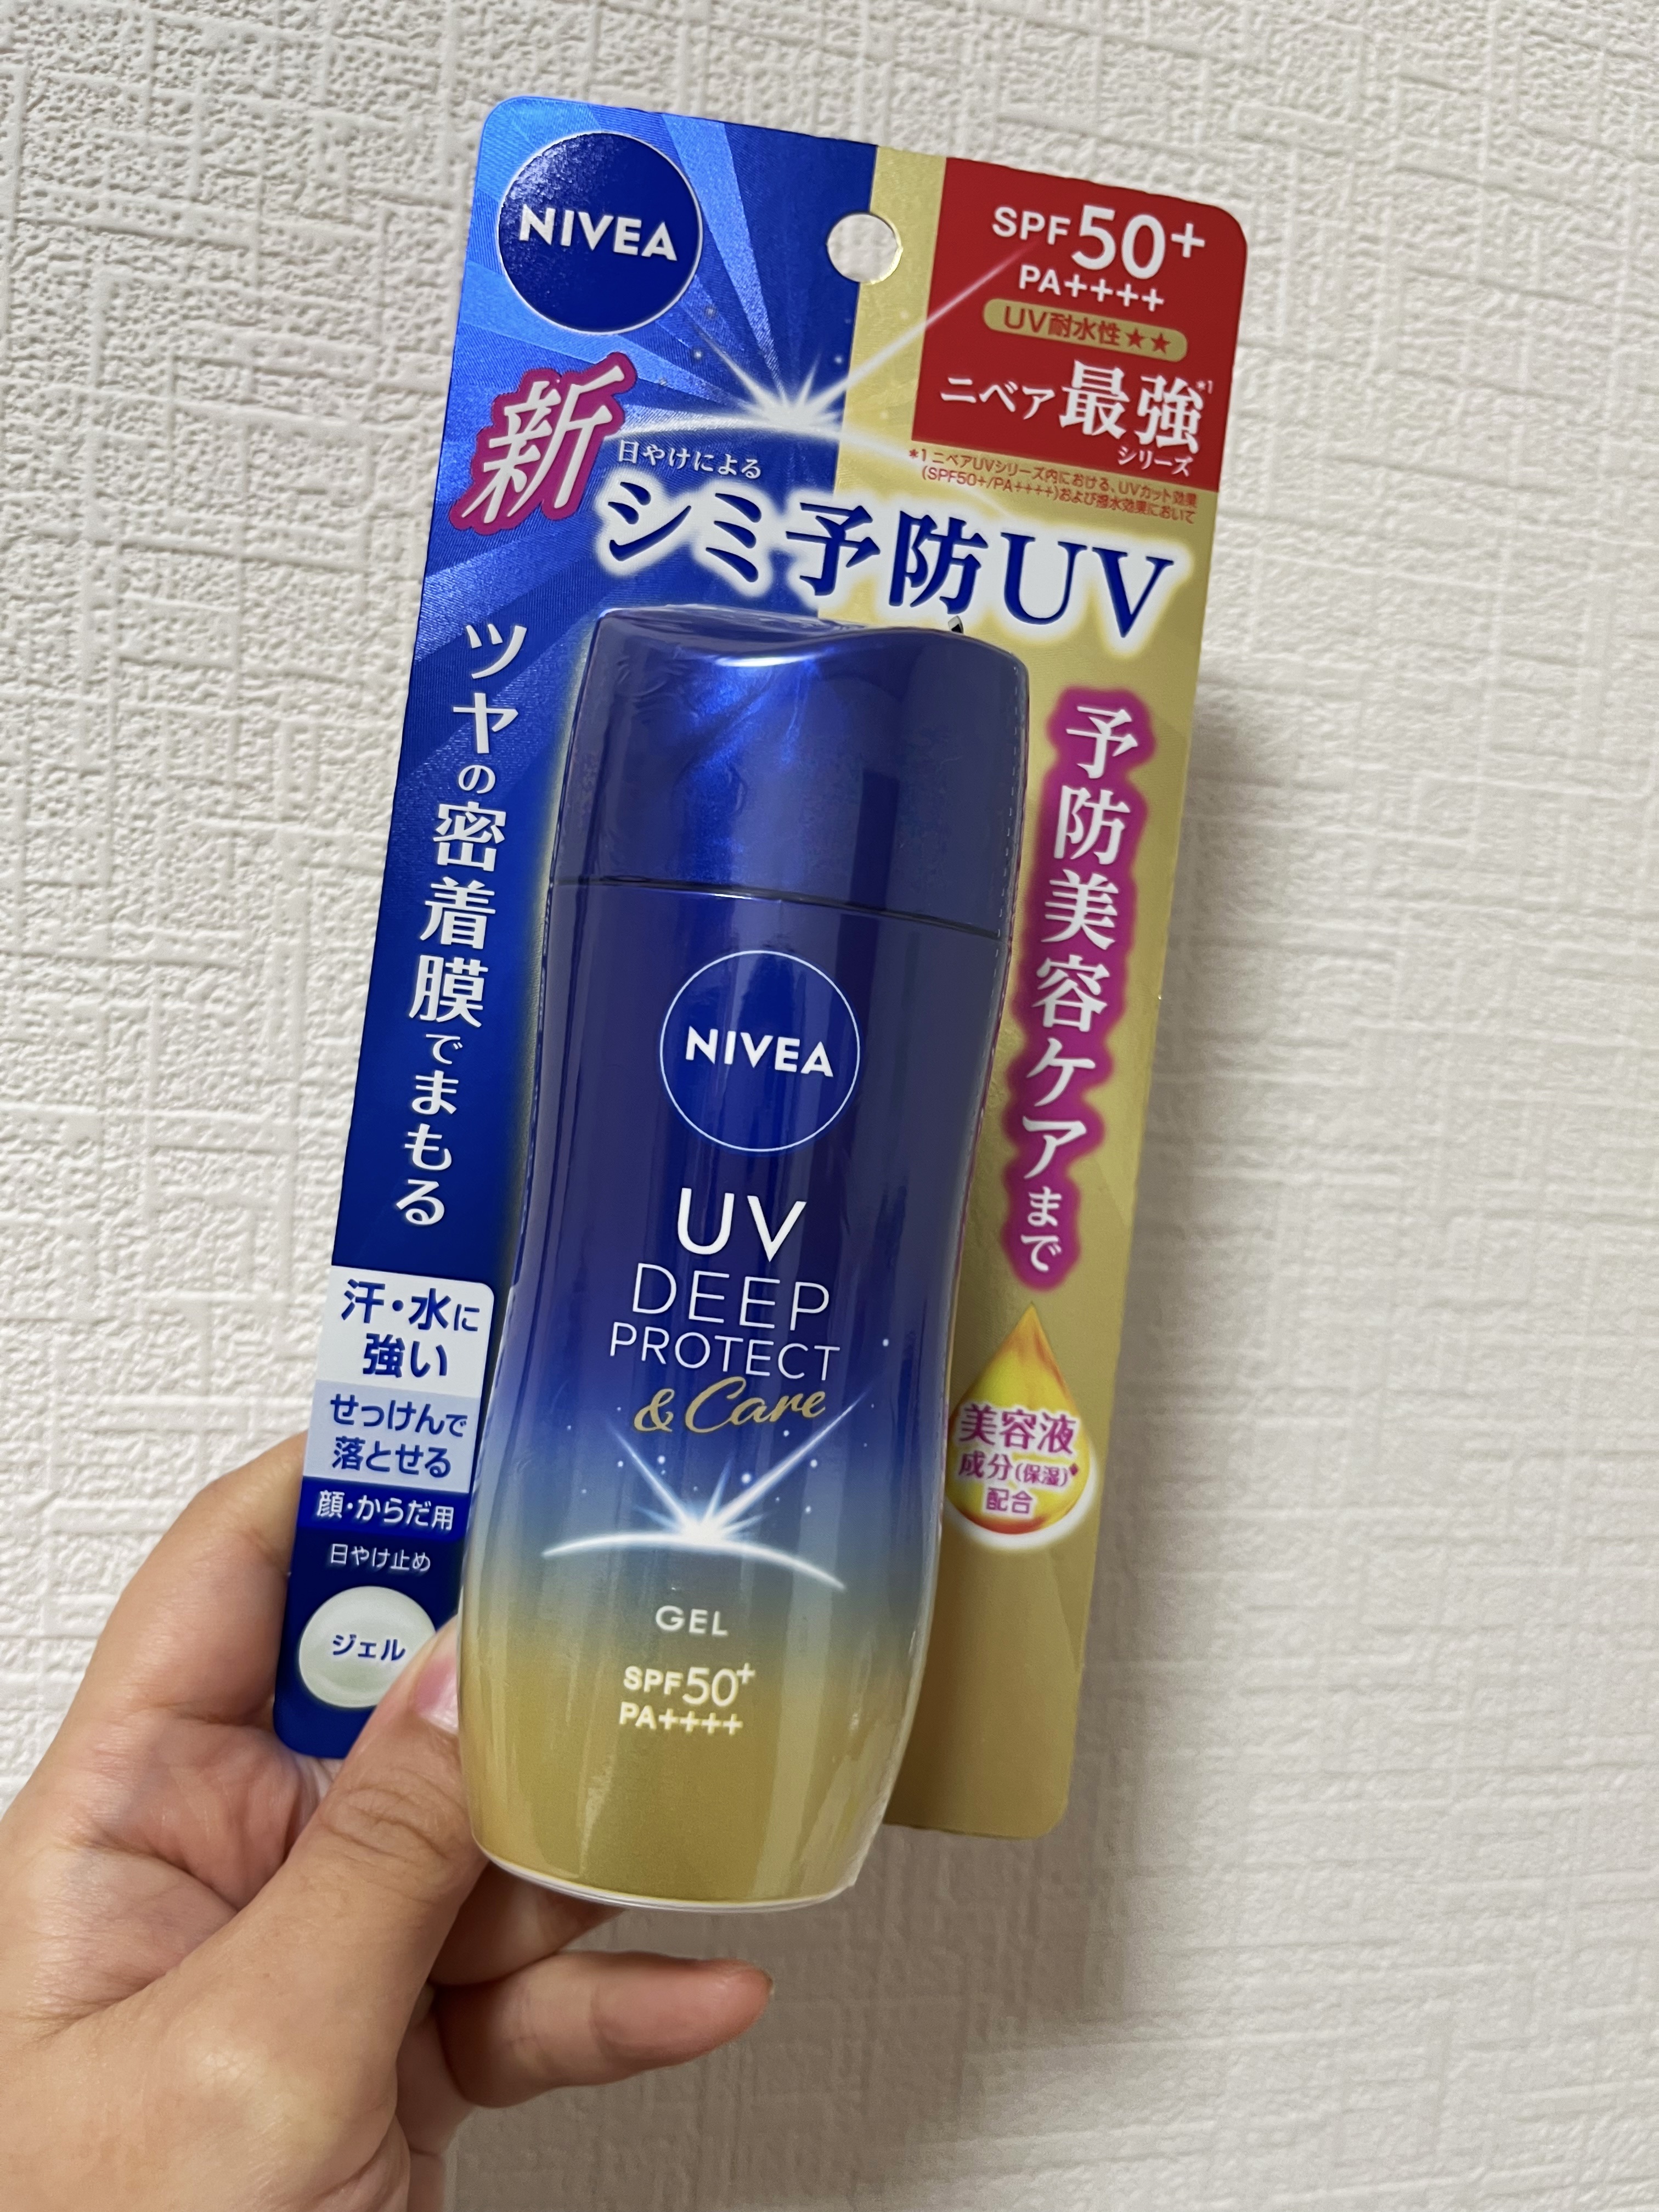 NIVEA
SPF50+
PA++++
UV耐水性★★
ニベア最強*1
シリーズ
*1 ニベアUVシリーズ内における、UVカット効果
(SPF50+/PA++++)および撥水効果において
新
日やけによる
シミ予防UV
ツヤの密着膜でまもる
予防美容ケアまで
汗・水に
強い
せっけんで
落とせる
顔・からだ用
日やけ止め
ジェル
美容液
成分(保湿)◆
配合
NIVEA
UV
DEEP
PROTECT
& Care
GEL
SPF50+
PA++++